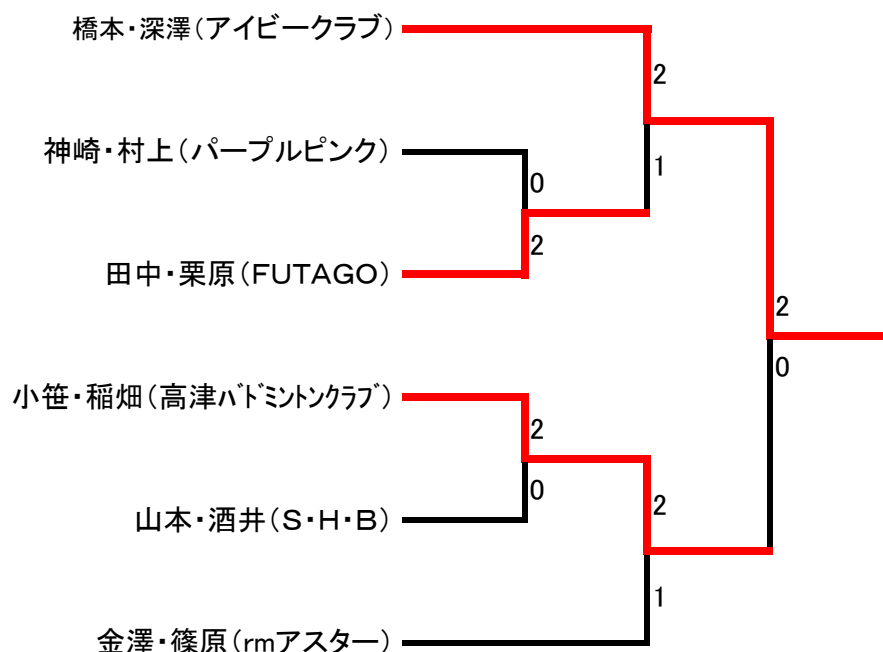 橋本・深澤(アイビークラブ)
2
神崎・村上(パープルピンク)
1
0
2
田中・栗原(FUTAGO)
2
0
小笹・稲畑(高津ﾊﾞﾄﾞﾐﾝﾄﾝｸﾗﾌﾞ)
2
0
2
山本・酒井(S・H・B)
1
金澤・篠原(rmアスター)